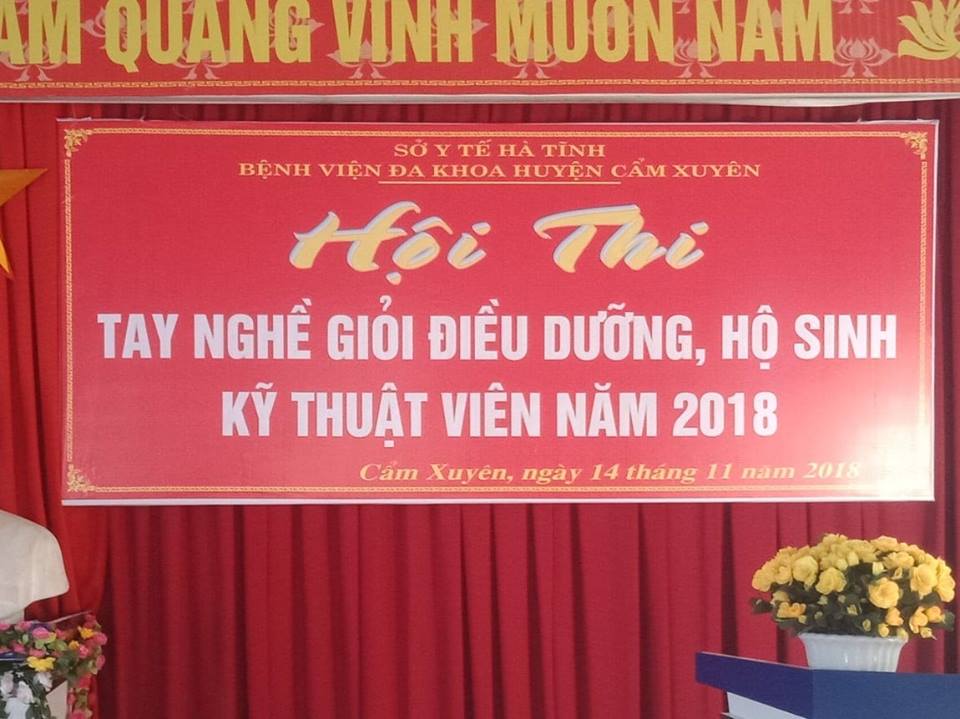 QUANG VINH MUÔN NĂM
SỞ Y TẾ HÀ TĨNH
BỆNH VIỆN ĐA KHOA HUYỆN CẨM XUYÊN
Hội Thi
TAY NGHỀ GIỎI ĐIỀU DƯỠNG, HỘ SINH
KỸ THUẬT VIÊN NĂM 2018
Cẩm Xuyên, ngày 14 tháng 11 năm 2018